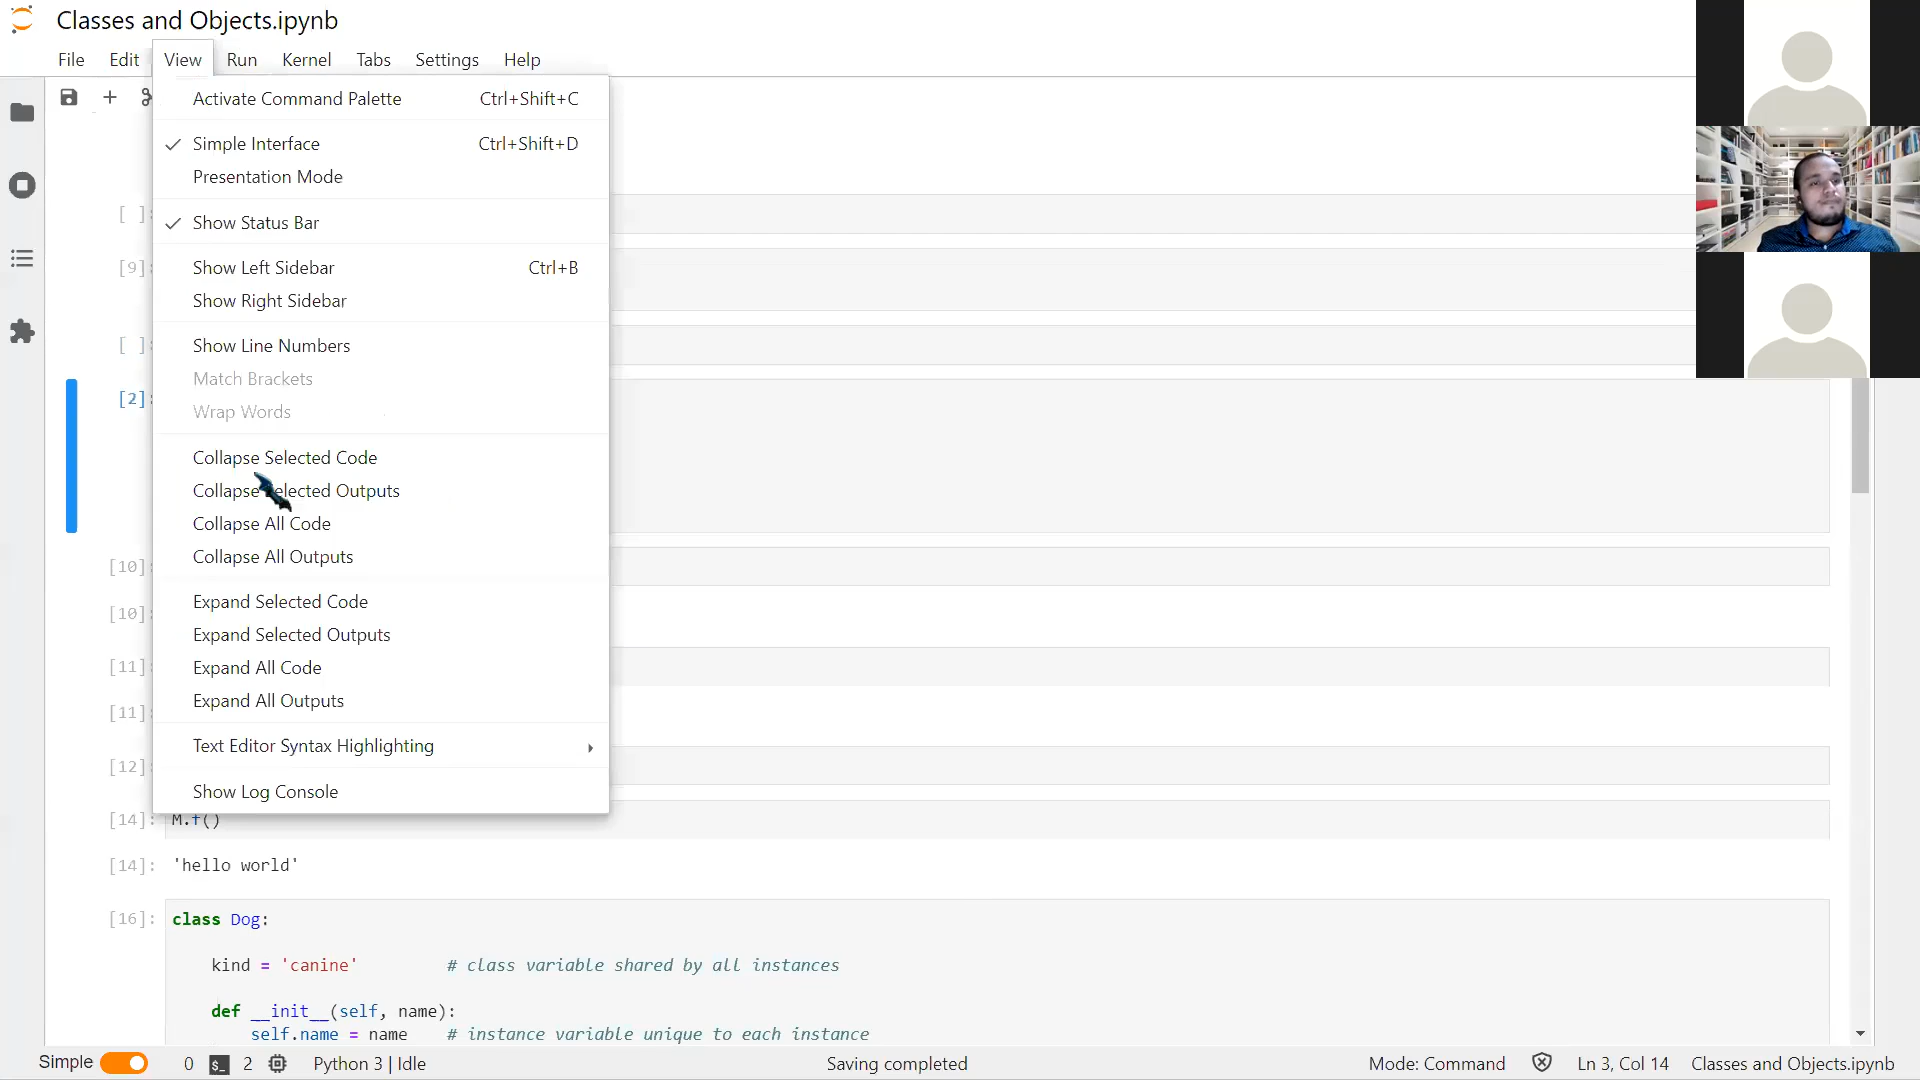 Classes and Objects.ipynb
File Edit View Run Kernel Tabs Settings Help
Activate Command Palette Ctrl+Shift+C
Simple Interface Ctrl+Shift+D
Presentation Mode
[ ]:
Show Status Bar
[9]: Show Left Sidebar Ctrl+B
Show Right Sidebar
[ ]: Show Line Numbers
Match Brackets
[2]: Wrap Words
Collapse Selected Code
Collapse Selected Outputs
Collapse All Code
Collapse All Outputs
[10]:
Expand Selected Code
[10]:
Expand Selected Outputs
[11]: Expand All Code
Expand All Outputs
[11]:
Text Editor Syntax Highlighting
[12]:
Show Log Console
[14]: M.f()
[14]: 'hello world'
[16]: class Dog:
kind = 'canine' # class variable shared by all instances
def __init__(self, name):
self.name = name # instance variable unique to each instance
Simple 0 $_ 2 Python 3 | Idle Saving completed Mode: Command Ln 3, Col 14 Classes and Objects.ipynb